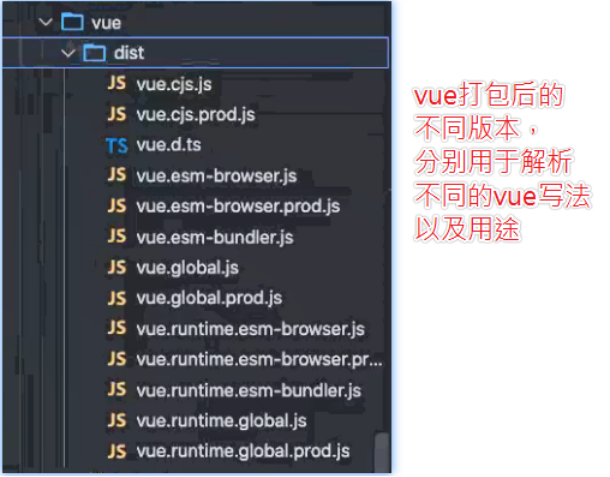 vue
dist
JS vue.cjs.js
JS vue.cjs.prod.js
TS vue.d.ts
JS vue.esm-browser.js
JS vue.esm-browser.prod.js
JS vue.esm-bundler.js
JS vue.global.js
JS vue.global.prod.js
JS vue.runtime.esm-browser.js
JS vue.runtime.esm-browser.pr...
JS vue.runtime.esm-bundler.js
JS vue.runtime.global.js
JS vue.runtime.global.prod.js
vue打包后的
不同版本，
分别用于解析
不同的vue写法
以及用途